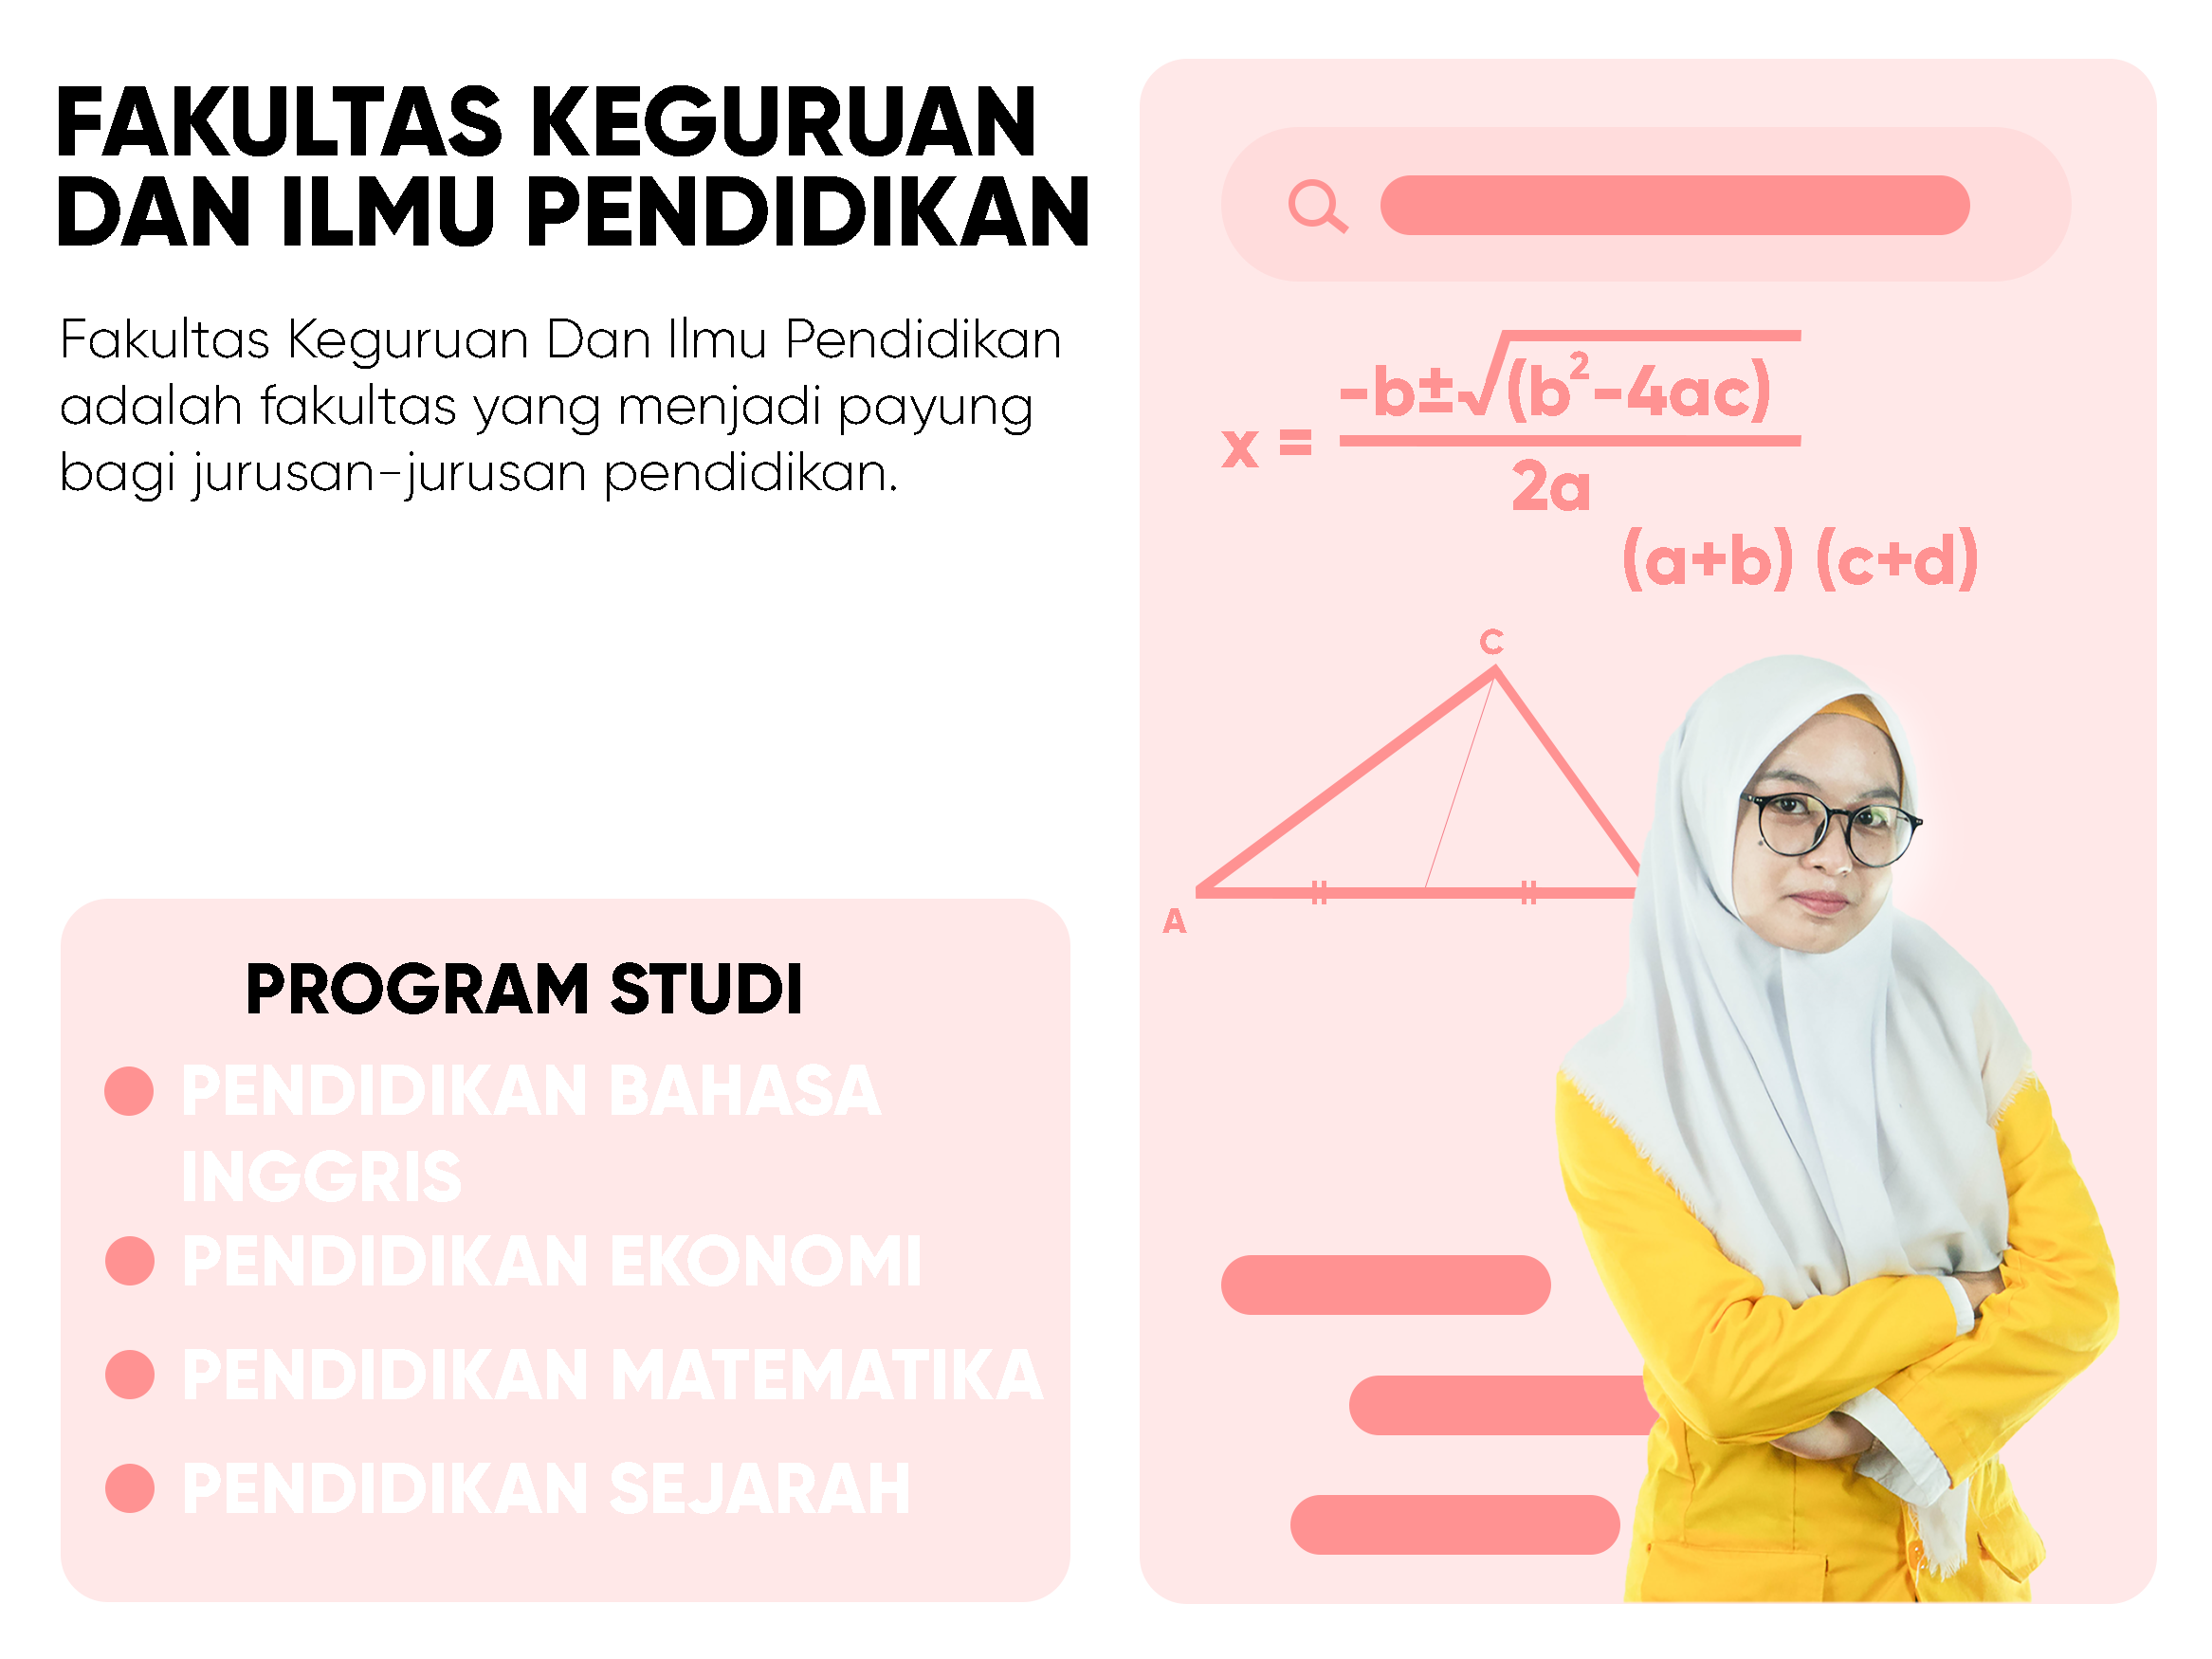 FAKULTAS KEGURUAN
DAN ILMU PENDIDIKAN
Fakultas Keguruan Dan Ilmu Pendidikan
adalah fakultas yang menjadi payung
bagi jurusan-jurusan pendidikan.
PROGRAM STUDI
PENDIDIKAN BAHASA
INGGRIS
PENDIDIKAN EKONOMI
PENDIDIKAN MATEMATIKA
PENDIDIKAN SEJARAH
x = -b±√(b²-4ac)
2a
(a+b) (c+d)
C
A